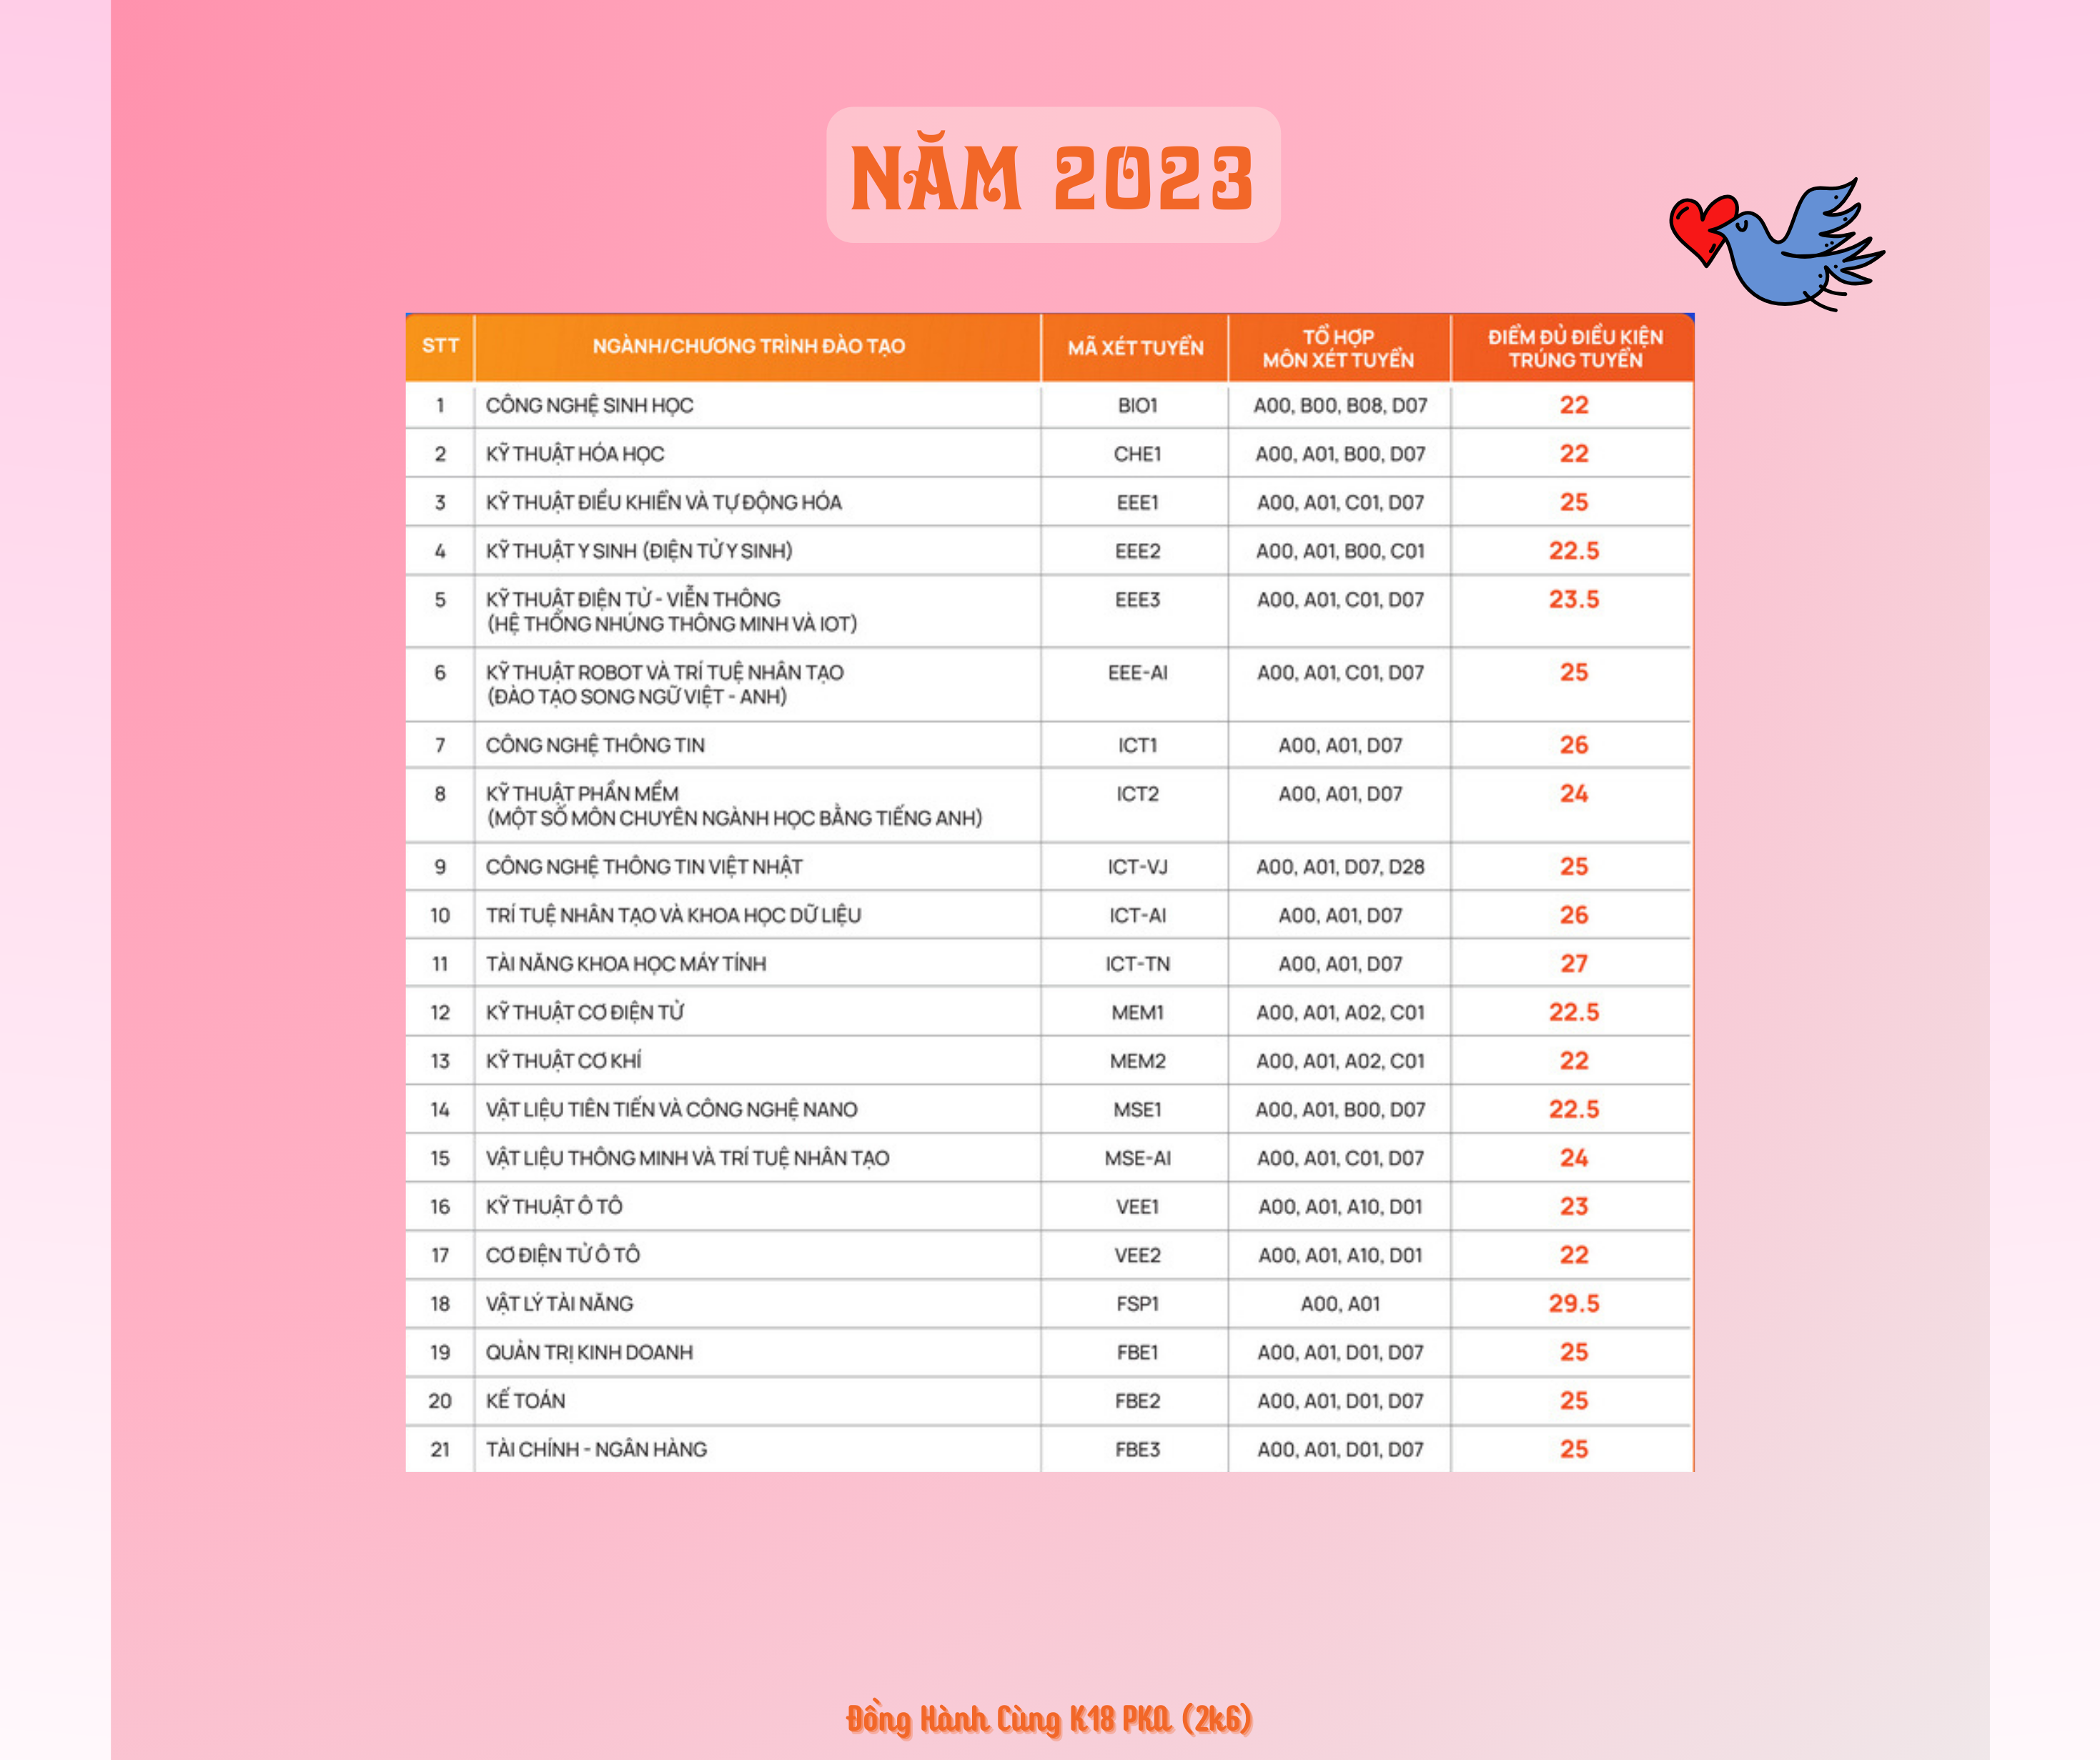 NĂM 2023
STT NGÀNH/CHƯƠNG TRÌNH ĐÀO TẠO MÃ XÉT TUYỂN TỔ HỢP MÔN XÉT TUYỂN ĐIỂM ĐỦ ĐIỀU KIỆN TRÚNG TUYỂN
1 CÔNG NGHỆ SINH HỌC BIO1 A00, B00, B08, D07 22
2 KỸ THUẬT HÓA HỌC CHE1 A00, A01, B00, D07 22
3 KỸ THUẬT ĐIỀU KHIỂN VÀ TỰ ĐỘNG HÓA EEE1 A00, A01, C01, D07 25
4 KỸ THUẬT Y SINH (ĐIỆN TỬ Y SINH) EEE2 A00, A01, B00, C01 22.5
5 KỸ THUẬT ĐIỆN TỬ - VIỄN THÔNG EEE3 A00, A01, C01, D07 23.5
(HỆ THỐNG NHÚNG THÔNG MINH VÀ IOT)
6 KỸ THUẬT ROBOT VÀ TRÍ TUỆ NHÂN TẠO EEE-AI A00, A01, C01, D07 25
(ĐÀO TẠO SONG NGỮ VIỆT - ANH)
7 CÔNG NGHỆ THÔNG TIN ICT1 A00, A01, D07 26
8 KỸ THUẬT PHẦN MỀM ICT2 A00, A01, D07 24
(MỘT SỐ MÔN CHUYÊN NGÀNH HỌC BẰNG TIẾNG ANH)
9 CÔNG NGHỆ THÔNG TIN VIỆT NHẬT ICT-VJ A00, A01, D07, D28 25
10 TRÍ TUỆ NHÂN TẠO VÀ KHOA HỌC DỮ LIỆU ICT-AI A00, A01, D07 26
11 TÀI NĂNG KHOA HỌC MÁY TÍNH ICT-TN A00, A01, D07 27
12 KỸ THUẬT CƠ ĐIỆN TỬ MEM1 A00, A01, A02, C01 22.5
13 KỸ THUẬT CƠ KHÍ MEM2 A00, A01, A02, C01 22
14 VẬT LIỆU TIÊN TIẾN VÀ CÔNG NGHỆ NANO MSE1 A00, A01, B00, D07 22.5
15 VẬT LIỆU THÔNG MINH VÀ TRÍ TUỆ NHÂN TẠO MSE-AI A00, A01, C01, D07 24
16 KỸ THUẬT Ô TÔ VEE1 A00, A01, A10, D01 23
17 CƠ ĐIỆN TỬ Ô TÔ VEE2 A00, A01, A10, D01 22
18 VẬT LÝ TÀI NĂNG FSP1 A00, A01 29.5
19 QUẢN TRỊ KINH DOANH FBE1 A00, A01, D01, D07 25
20 KẾ TOÁN FBE2 A00, A01, D01, D07 25
21 TÀI CHÍNH - NGÂN HÀNG FBE3 A00, A01, D01, D07 25
Đồng Hành Cùng K18 PKA (2k6)